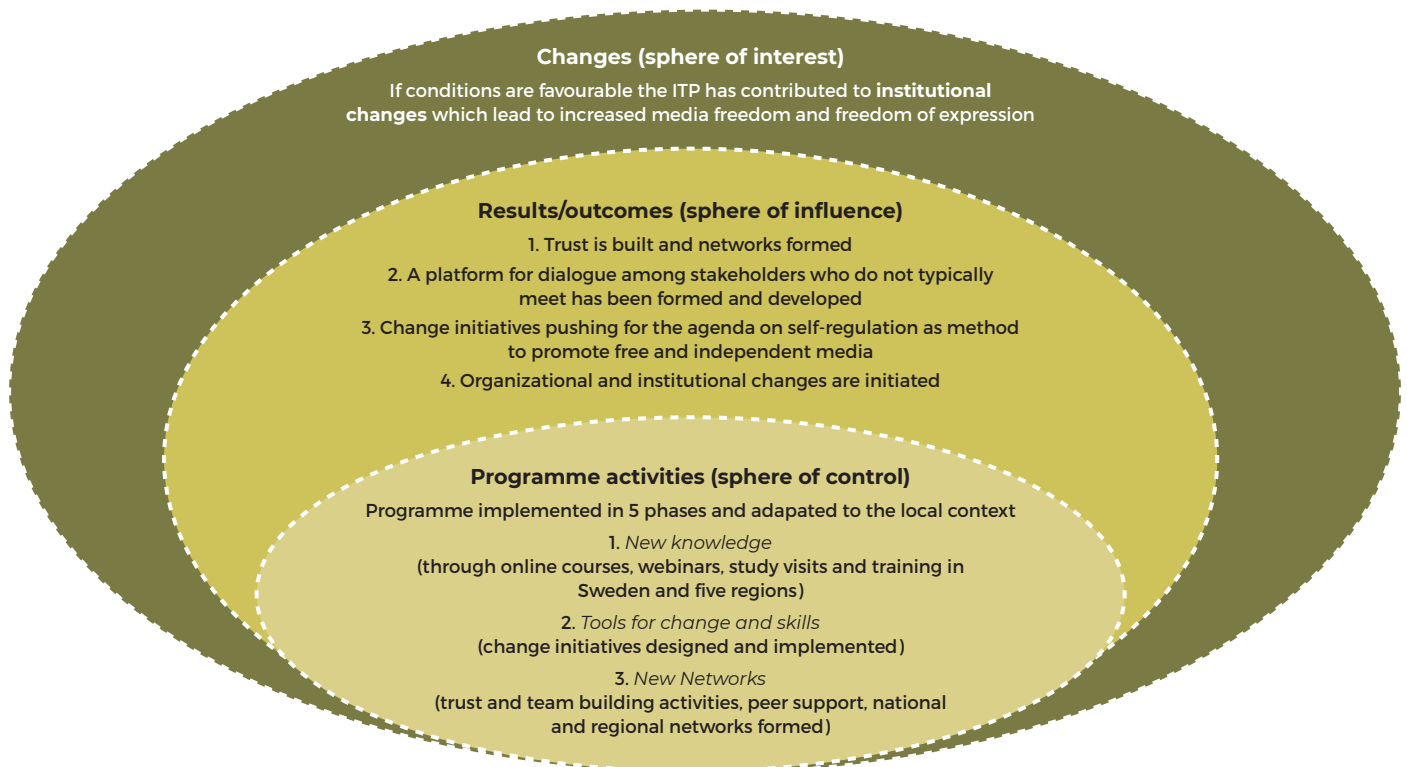 Changes (sphere of interest)
If conditions are favourable the ITP has contributed to institutional
changes which lead to increased media freedom and freedom of expression
Results/outcomes (sphere of influence)
1. Trust is built and networks formed
2. A platform for dialogue among stakeholders who do not typically
meet has been formed and developed
3. Change initiatives pushing for the agenda on self-regulation as method
to promote free and independent media
4. Organizational and institutional changes are initiated
Programme activities (sphere of control)
Programme implemented in 5 phases and adapated to the local context
1. New knowledge
(through online courses, webinars, study visits and training in
Sweden and five regions)
2. Tools for change and skills
(change initiatives designed and implemented)
3. New Networks
(trust and team building activities, peer support, national
and regional networks formed)